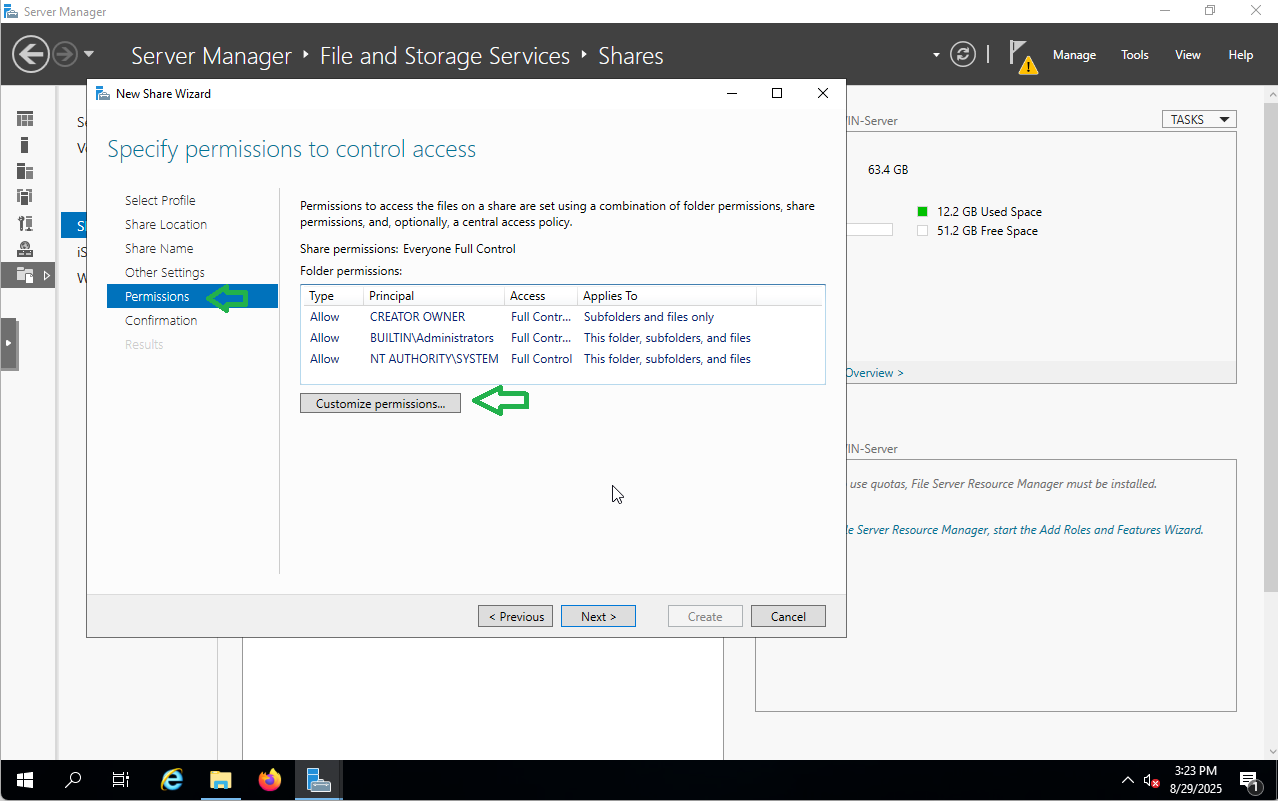 Server Manager
Server Manager ‣ File and Storage Services ‣ Shares
Manage Tools View Help
New Share Wizard
Specify permissions to control access
Select Profile
Share Location
Share Name
Other Settings
Permissions
Confirmation
Results
Permissions to access the files on a share are set using a combination of folder permissions, share
permissions, and, optionally, a central access policy.
Share permissions: Everyone Full Control
Folder permissions:
Type Principal Access Applies To
Allow CREATOR OWNER Full Contr... Subfolders and files only
Allow BUILTIN\Administrators Full Contr... This folder, subfolders, and files
Allow NT AUTHORITY\SYSTEM Full Control This folder, subfolders, and files
Customize permissions...
< Previous Next > Create Cancel
IN-Server
TASKS
63.4 GB
12.2 GB Used Space
51.2 GB Free Space
Overview >
IN-Server
use quotas, File Server Resource Manager must be installed.
le Server Resource Manager, start the Add Roles and Features Wizard.
3:23 PM
8/29/2025
1